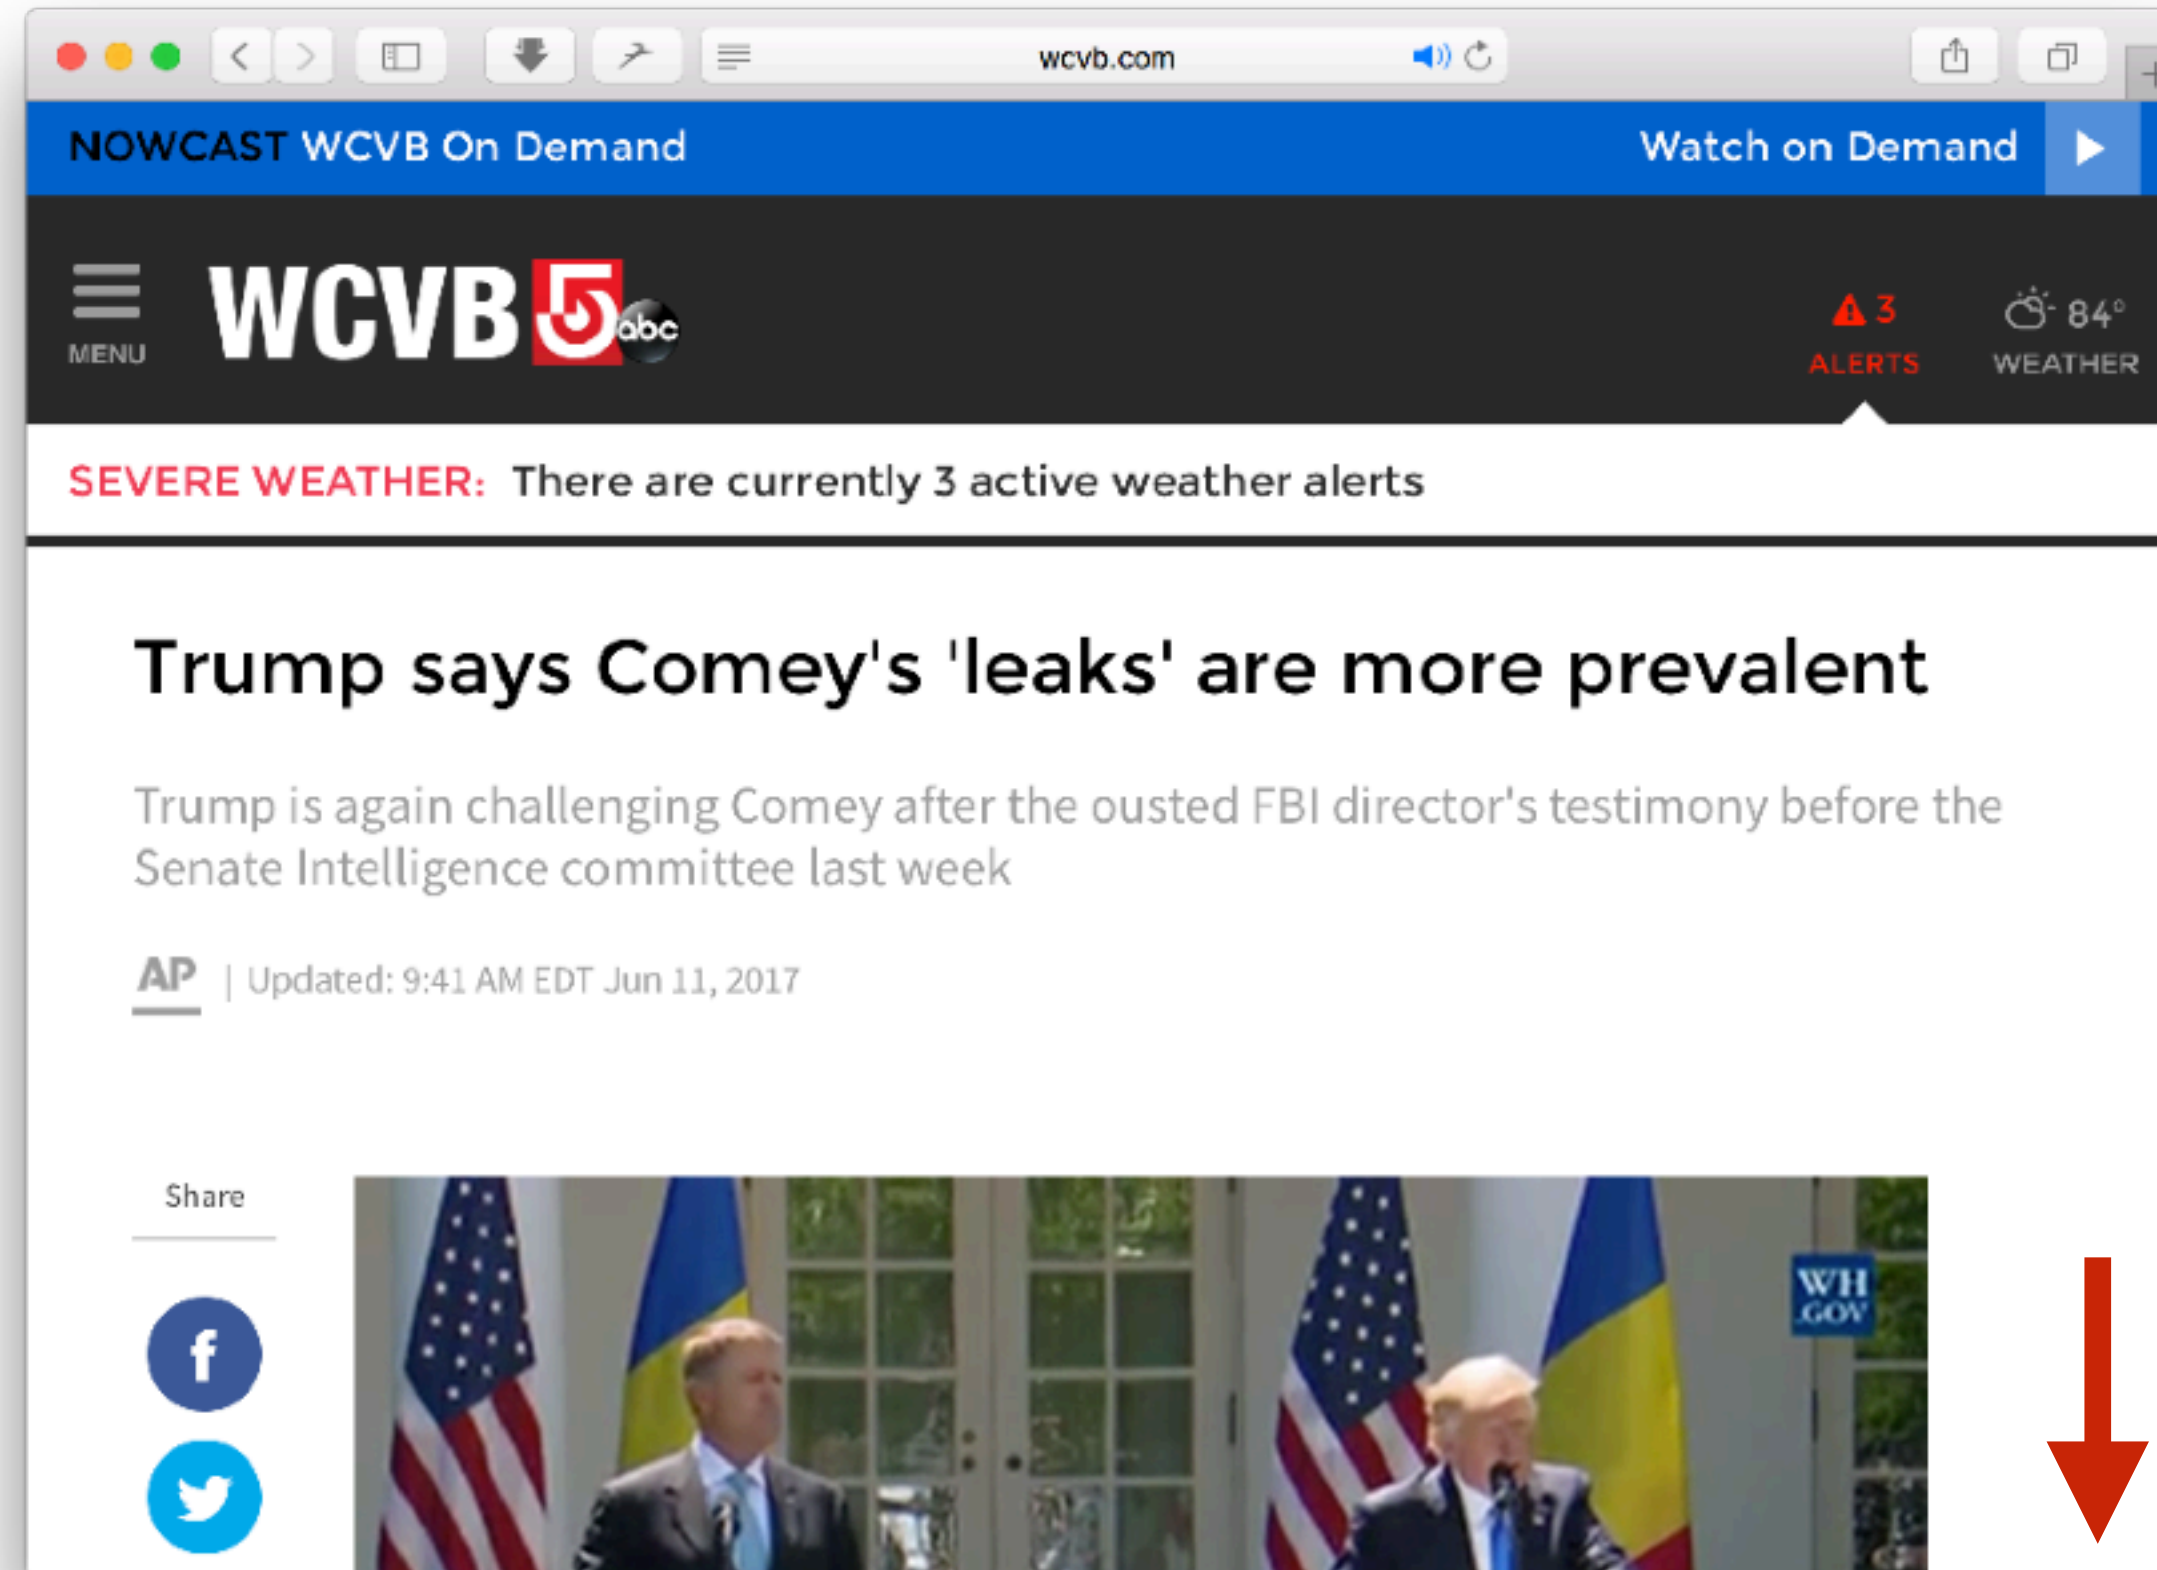 wcvb.com
NOWCAST WCVB On Demand
Watch on Demand
MENU
WCVB 5 abc
3
ALERTS
84°
WEATHER
SEVERE WEATHER: There are currently 3 active weather alerts
Trump says Comey's 'leaks' are more prevalent
Trump is again challenging Comey after the ousted FBI director's testimony before the
Senate Intelligence committee last week
AP | Updated: 9:41 AM EDT Jun 11, 2017
Share
WH
.GOV
f